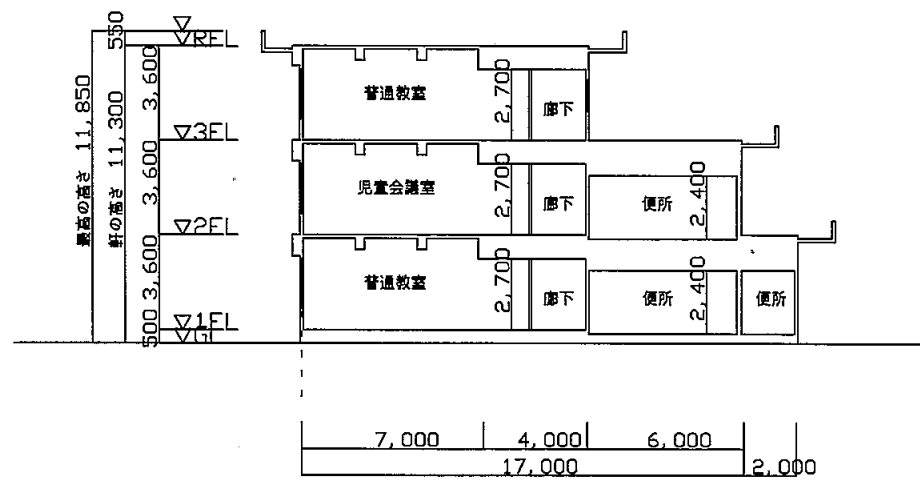 550
RFL
3,600
普通教室
2,700
廊下
最高の高さ 11,850
軒の高さ 11,300
3FL
3,600
児童会議室
2,700
廊下
便所
2,400
2FL
3,600
普通教室
2,700
廊下
便所
2,400
便所
1FL
500
GL
7,000
4,000
6,000
17,000
2,000